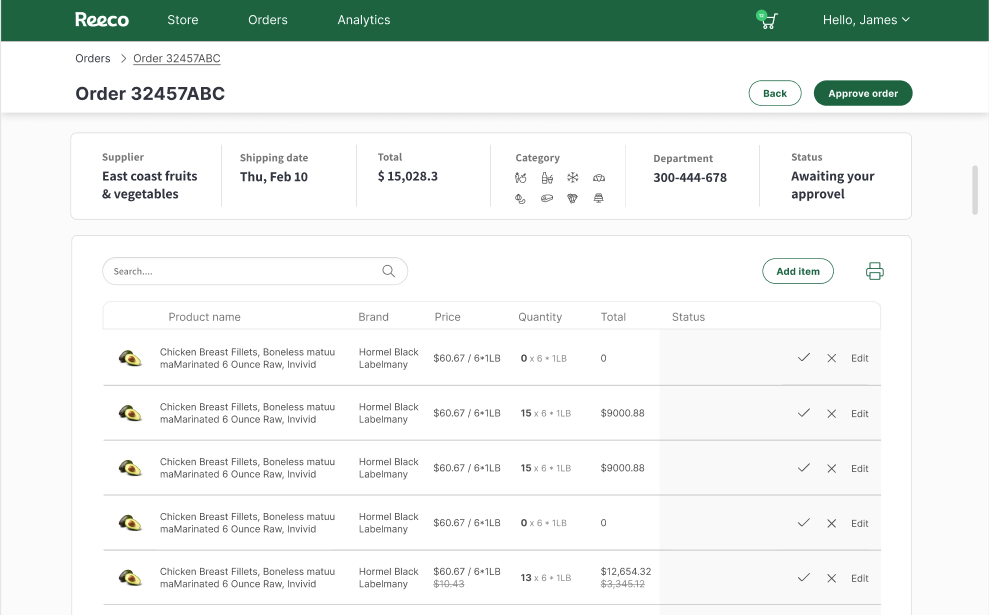 Reeco Store Orders Analytics Hello, James
Orders > Order 32457ABC
Order 32457ABC Back Approve order
Supplier Shipping date Total Category Department Status
East coast fruits Thu, Feb 10 $ 15,028.3 300-444-678 Awaiting your
& vegetables approvel
Search.... Add item
Product name Brand Price Quantity Total Status
Chicken Breast Fillets, Boneless matuu Hormel Black
$60.67 / 6*1LB 0 x 6 * 1LB 0 Edit
maMarinated 6 Ounce Raw, Invivid Labelmany
Chicken Breast Fillets, Boneless matuu Hormel Black
$60.67 / 6*1LB 15 x 6 * 1LB $9000.88 Edit
maMarinated 6 Ounce Raw, Invivid Labelmany
Chicken Breast Fillets, Boneless matuu Hormel Black
$60.67 / 6*1LB 15 x 6 * 1LB $9000.88 Edit
maMarinated 6 Ounce Raw, Invivid Labelmany
Chicken Breast Fillets, Boneless matuu Hormel Black
$60.67 / 6*1LB 0 x 6 * 1LB 0 Edit
maMarinated 6 Ounce Raw, Invivid Labelmany
Chicken Breast Fillets, Boneless matuu Hormel Black $60.67 / 6*1LB $12,654.32
13 x 6 * 1LB Edit
maMarinated 6 Ounce Raw, Invivid Labelmany $10.43 $3,345.12